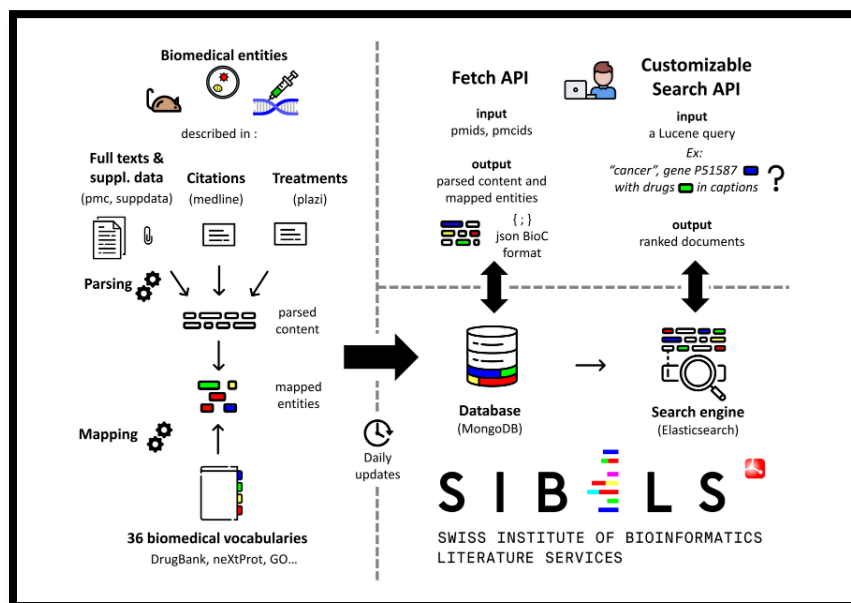 Biomedical entities
described in :
Full texts &
suppl. data
(pmc, suppdata)
Citations
(medline)
Treatments
(plazi)
Parsing
parsed
content
mapped
entities
Mapping
36 biomedical vocabularies
DrugBank, neXtProt, GO...
Daily
updates
Fetch API
input
pmids, pmcids
output
parsed content and
mapped entities
{ ; }
json BioC
format
Customizable
Search API
input
a Lucene query
Ex:
“cancer”, gene P51587
with drugs in captions
?
output
ranked documents
Database
(MongoDB)
Search engine
(Elasticsearch)
SIBiLS
SWISS INSTITUTE OF BIOINFORMATICS
LITERATURE SERVICES